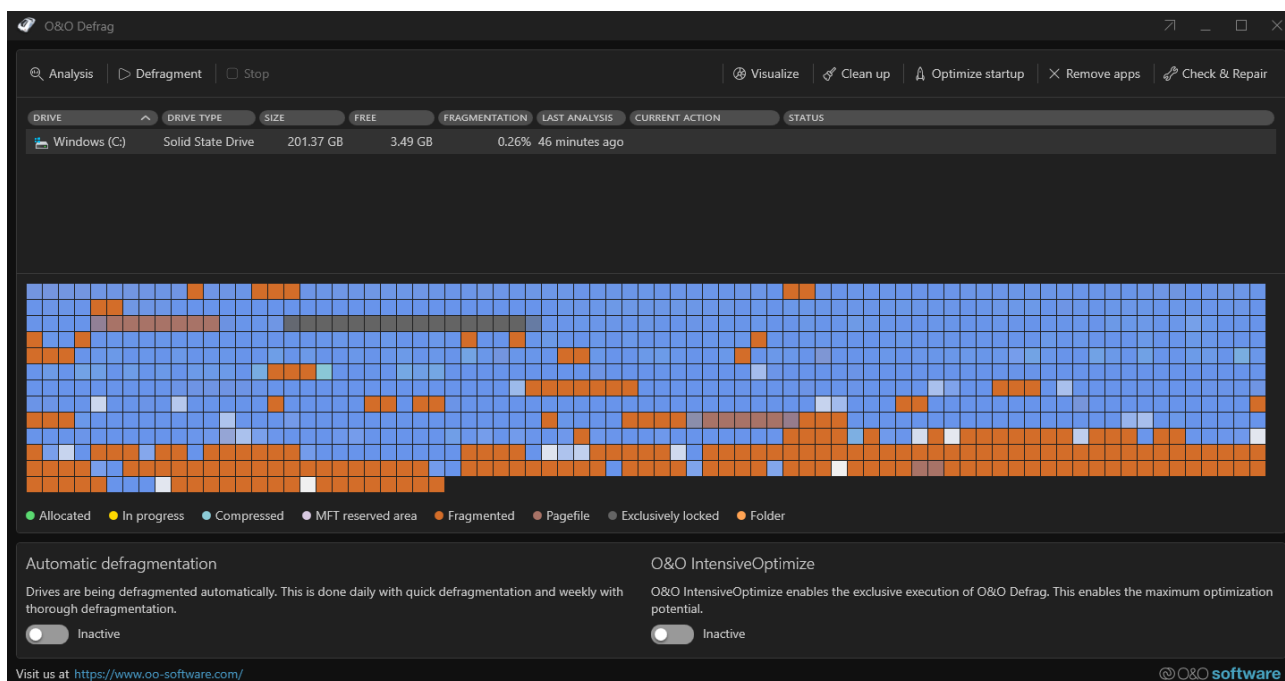 O&O Defrag
Analysis Defragment Stop Visualize Clean up Optimize startup Remove apps Check & Repair
DRIVE DRIVE TYPE SIZE FREE FRAGMENTATION LAST ANALYSIS CURRENT ACTION STATUS
Windows (C:) Solid State Drive 201.37 GB 3.49 GB 0.26% 46 minutes ago
Allocated In progress Compressed MFT reserved area Fragmented Pagefile Exclusively locked Folder
Automatic defragmentation
Drives are being defragmented automatically. This is done daily with quick defragmentation and weekly with
thorough defragmentation.
Inactive
O&O IntensiveOptimize
O&O IntensiveOptimize enables the exclusive execution of O&O Defrag. This enables the maximum optimization
potential.
Inactive
Visit us at https://www.oo-software.com/
O&O software